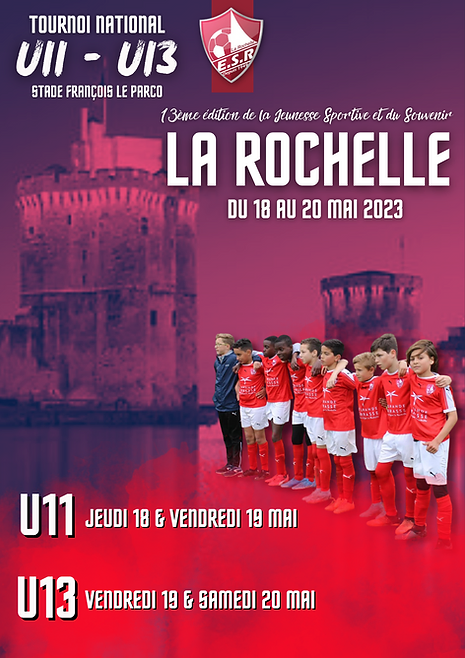 TOURNOI NATIONAL
U11 - U13
STADE FRANÇOIS LE PARCO
E.S.R
13ème édition de la Jeunesse Sportive et du Souvenir
LA ROCHELLE
DU 18 AU 20 MAI 2023
U11 JEUDI 18 & VENDREDI 19 MAI
U13 VENDREDI 19 & SAMEDI 20 MAI